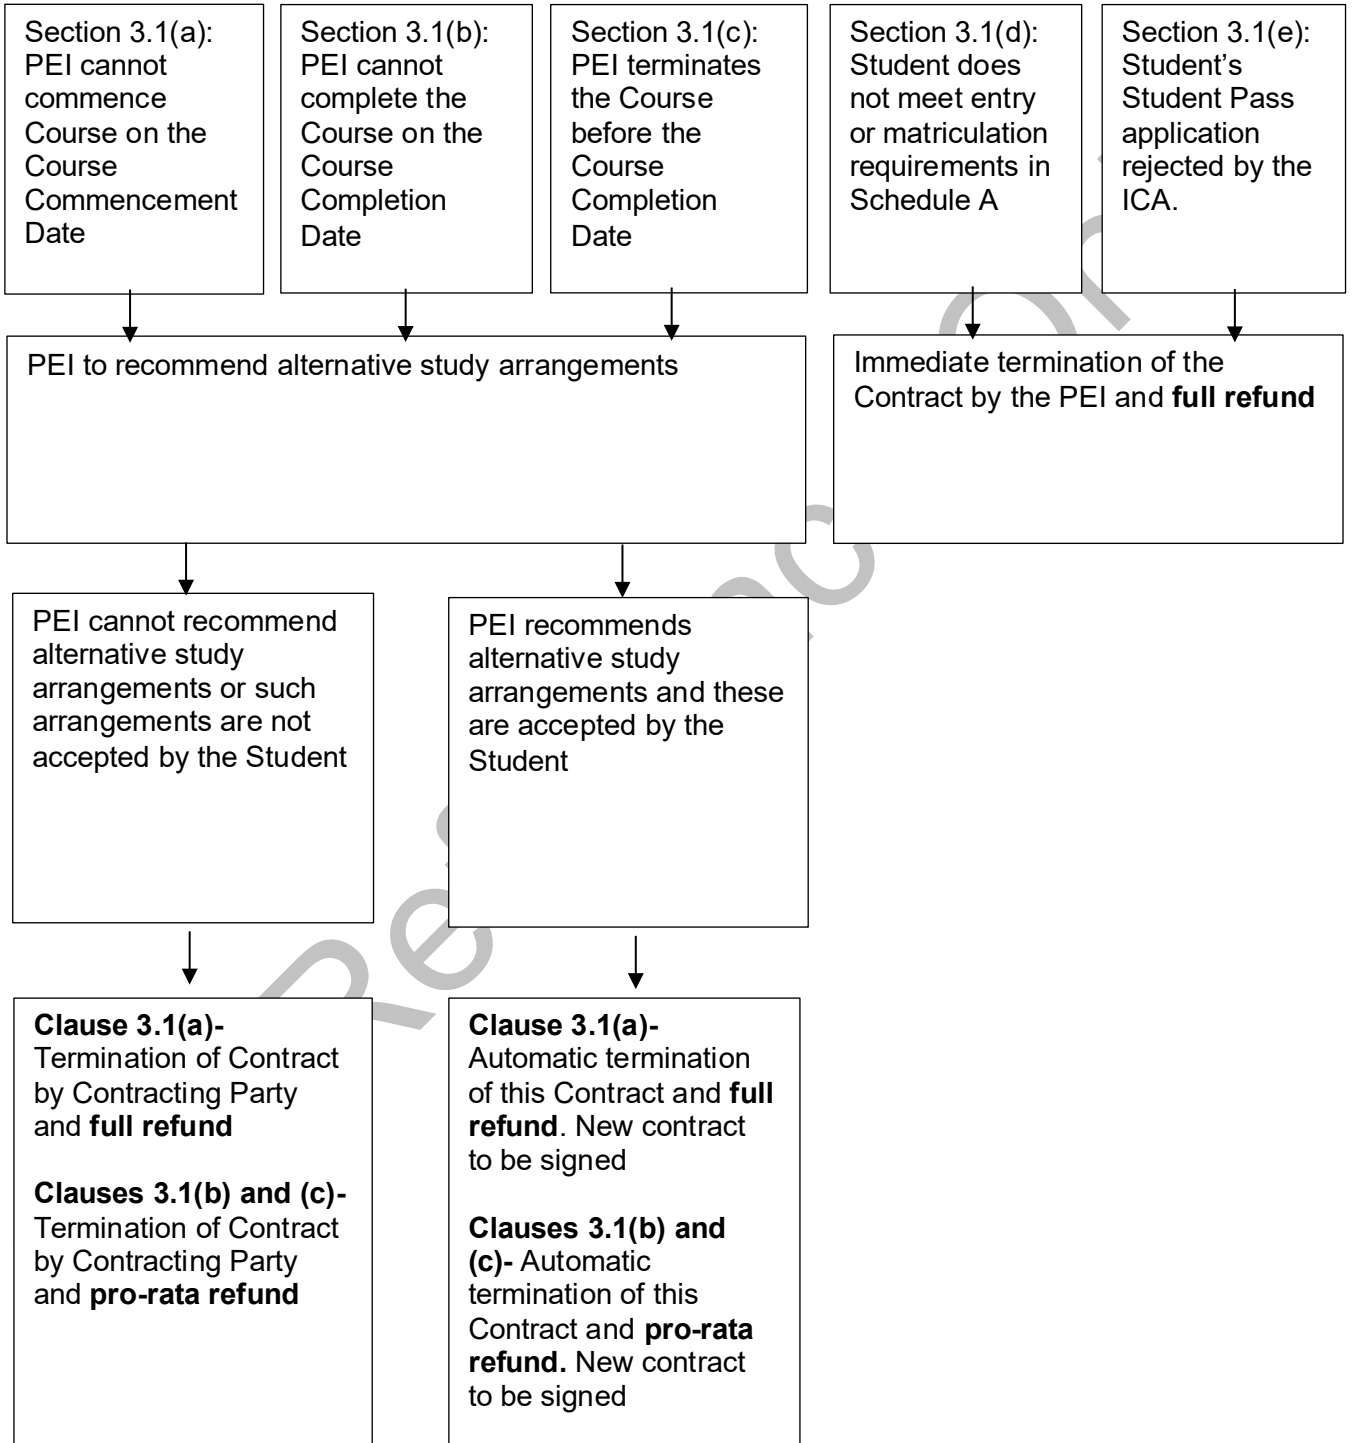 Section 3.1(a):
PEI cannot
commence
Course on the
Course
Commencement
Date
Section 3.1(b):
PEI cannot
complete the
Course on the
Course
Completion
Date
Section 3.1(c):
PEI terminates
the Course
before the
Course
Completion
Date
Section 3.1(d):
Student does
not meet entry
or matriculation
requirements in
Schedule A
Section 3.1(e):
Student’s
Student Pass
application
rejected by the
ICA.
PEI to recommend alternative study arrangements
Immediate termination of the
Contract by the PEI and full refund
PEI cannot recommend
alternative study
arrangements or such
arrangements are not
accepted by the Student
PEI recommends
alternative study
arrangements and these
are accepted by the
Student
Clause 3.1(a)-
Termination of Contract
by Contracting Party
and full refund
Clauses 3.1(b) and (c)-
Termination of Contract
by Contracting Party
and pro-rata refund
Clause 3.1(a)-
Automatic termination
of this Contract and full
refund. New contract
to be signed
Clauses 3.1(b) and
(c)- Automatic
termination of this
Contract and pro-rata
refund. New contract
to be signed